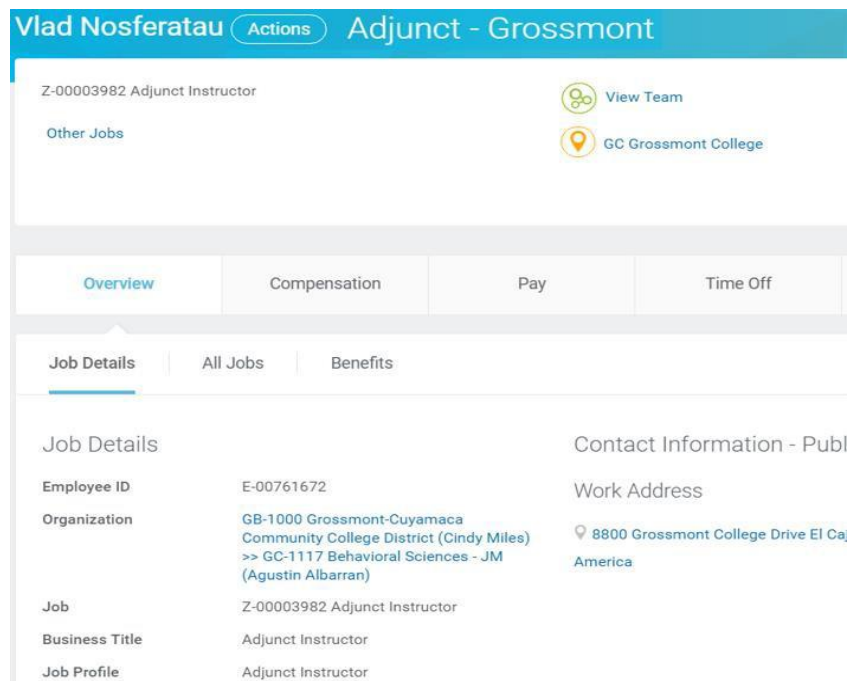 Vlad Nosferatau Actions Adjunct - Grossmont
Z-00003982 Adjunct Instructor
Other Jobs
View Team
GC Grossmont College
Overview Compensation Pay Time Off
Job Details All Jobs Benefits
Job Details
Employee ID E-00761672
Organization GB-1000 Grossmont-Cuyamaca
Community College District (Cindy Miles)
>> GC-1117 Behavioral Sciences - JM
(Agustin Albarran)
Job Z-00003982 Adjunct Instructor
Business Title Adjunct Instructor
Job Profile Adjunct Instructor
Contact Information - Publ
Work Address
8800 Grossmont College Drive El Caj
America